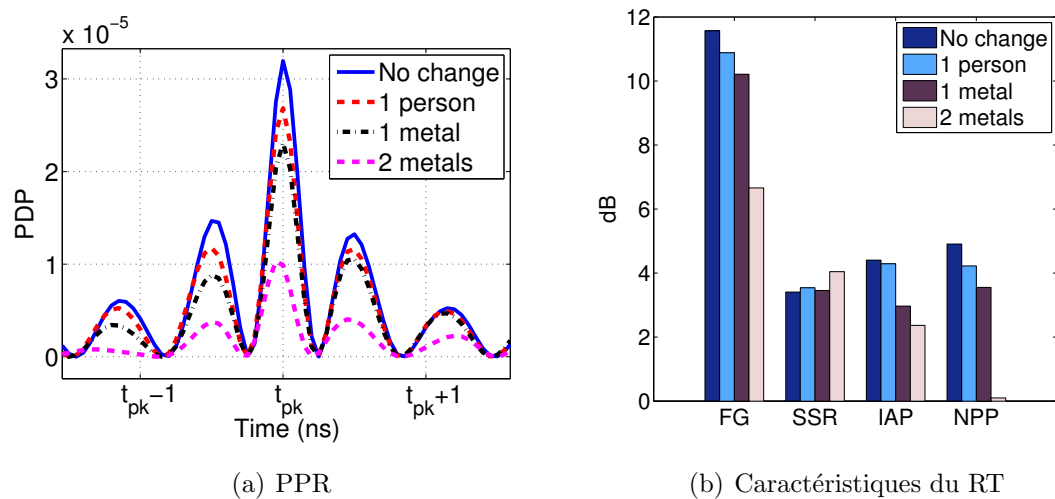 x 10⁻⁵
3
2
1
0
PDP
No change
1 person
1 metal
2 metals
t_pk−1
t_pk
t_pk+1
Time (ns)
(a) PPR
12
10
8
6
4
2
0
dB
No change
1 person
1 metal
2 metals
FG
SSR
IAP
NPP
(b) Caractéristiques du RT